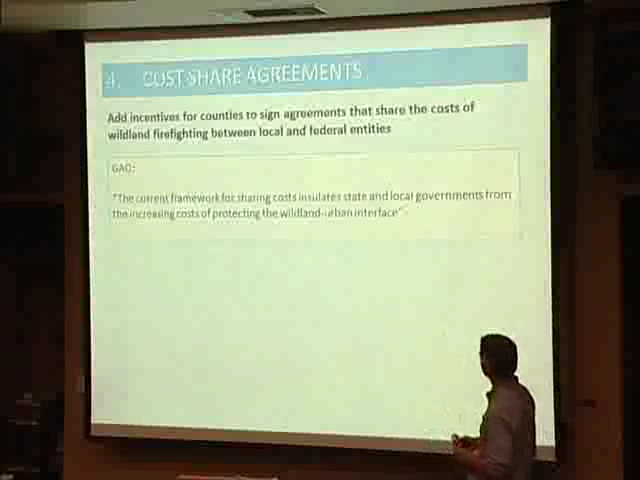 4. COST SHARE AGREEMENTS
Add incentives for counties to sign agreements that share the costs of
wildland firefighting between local and federal entities
GAO:
"The current framework for sharing costs insulates state and local governments from
the increasing costs of protecting the wildland-urban interface"